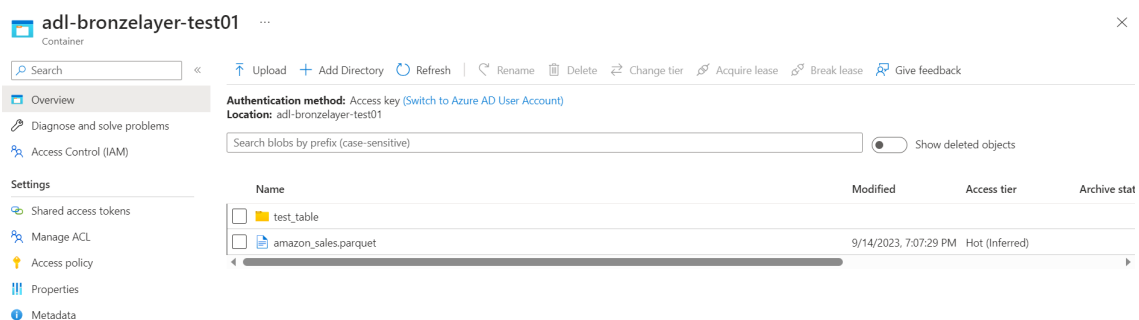 adl-bronzelayer-test01 ...
Container
Search
«
Upload
Add Directory
Refresh
Rename
Delete
Change tier
Acquire lease
Break lease
Give feedback
Overview
Diagnose and solve problems
Access Control (IAM)
Settings
Shared access tokens
Manage ACL
Access policy
Properties
Metadata
Authentication method: Access key (Switch to Azure AD User Account)
Location: adl-bronzelayer-test01
Search blobs by prefix (case-sensitive)
Show deleted objects
Name Modified Access tier Archive stat
test_table
amazon_sales.parquet 9/14/2023, 7:07:29 PM Hot (Inferred)